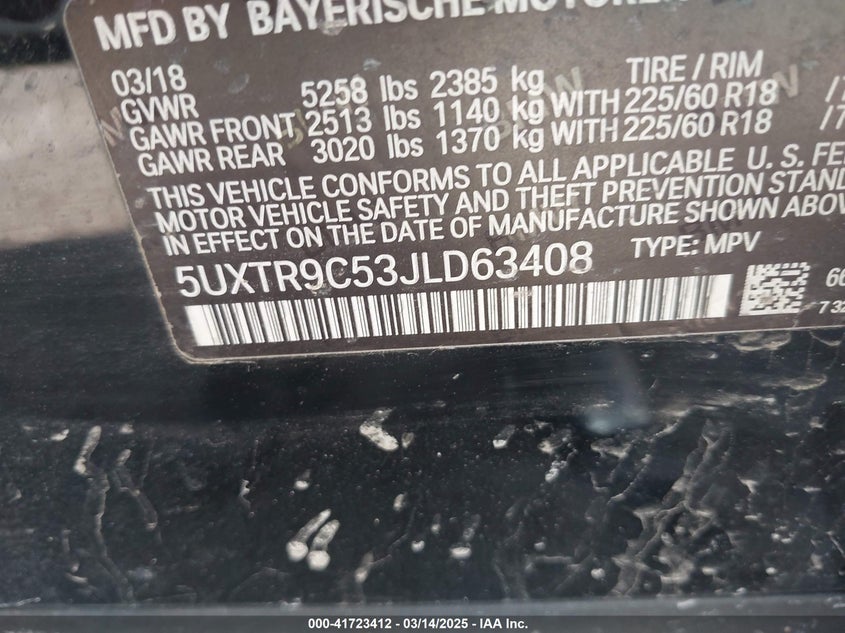 MFD BY BAYERISCHE
03/18
GVWR 5258 lbs 2385 kg TIRE / RIM
GAWR FRONT 2513 lbs 1140 kg WITH 225/60 R18
GAWR REAR 3020 lbs 1370 kg WITH 225/60 R18
THIS VEHICLE CONFORMS TO ALL APPLICABLE U. S.
MOTOR VEHICLE SAFETY AND THEFT PREVENTION
IN EFFECT ON THE DATE OF MANUFACTURE SHOWN
5UXTR9C53JLD63408 TYPE: MPV
000-41723412 - 03/14/2025 - IAA Inc.